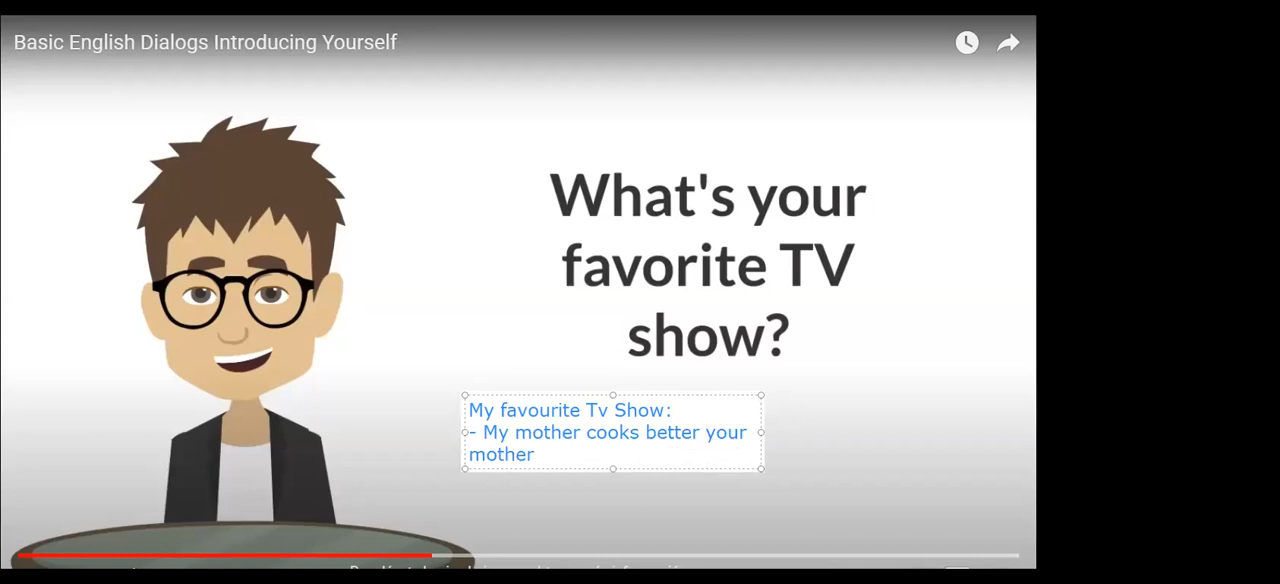 Basic English Dialogs Introducing Yourself
What's your
favorite TV
show?
My favourite Tv Show:
- My mother cooks better your
mother